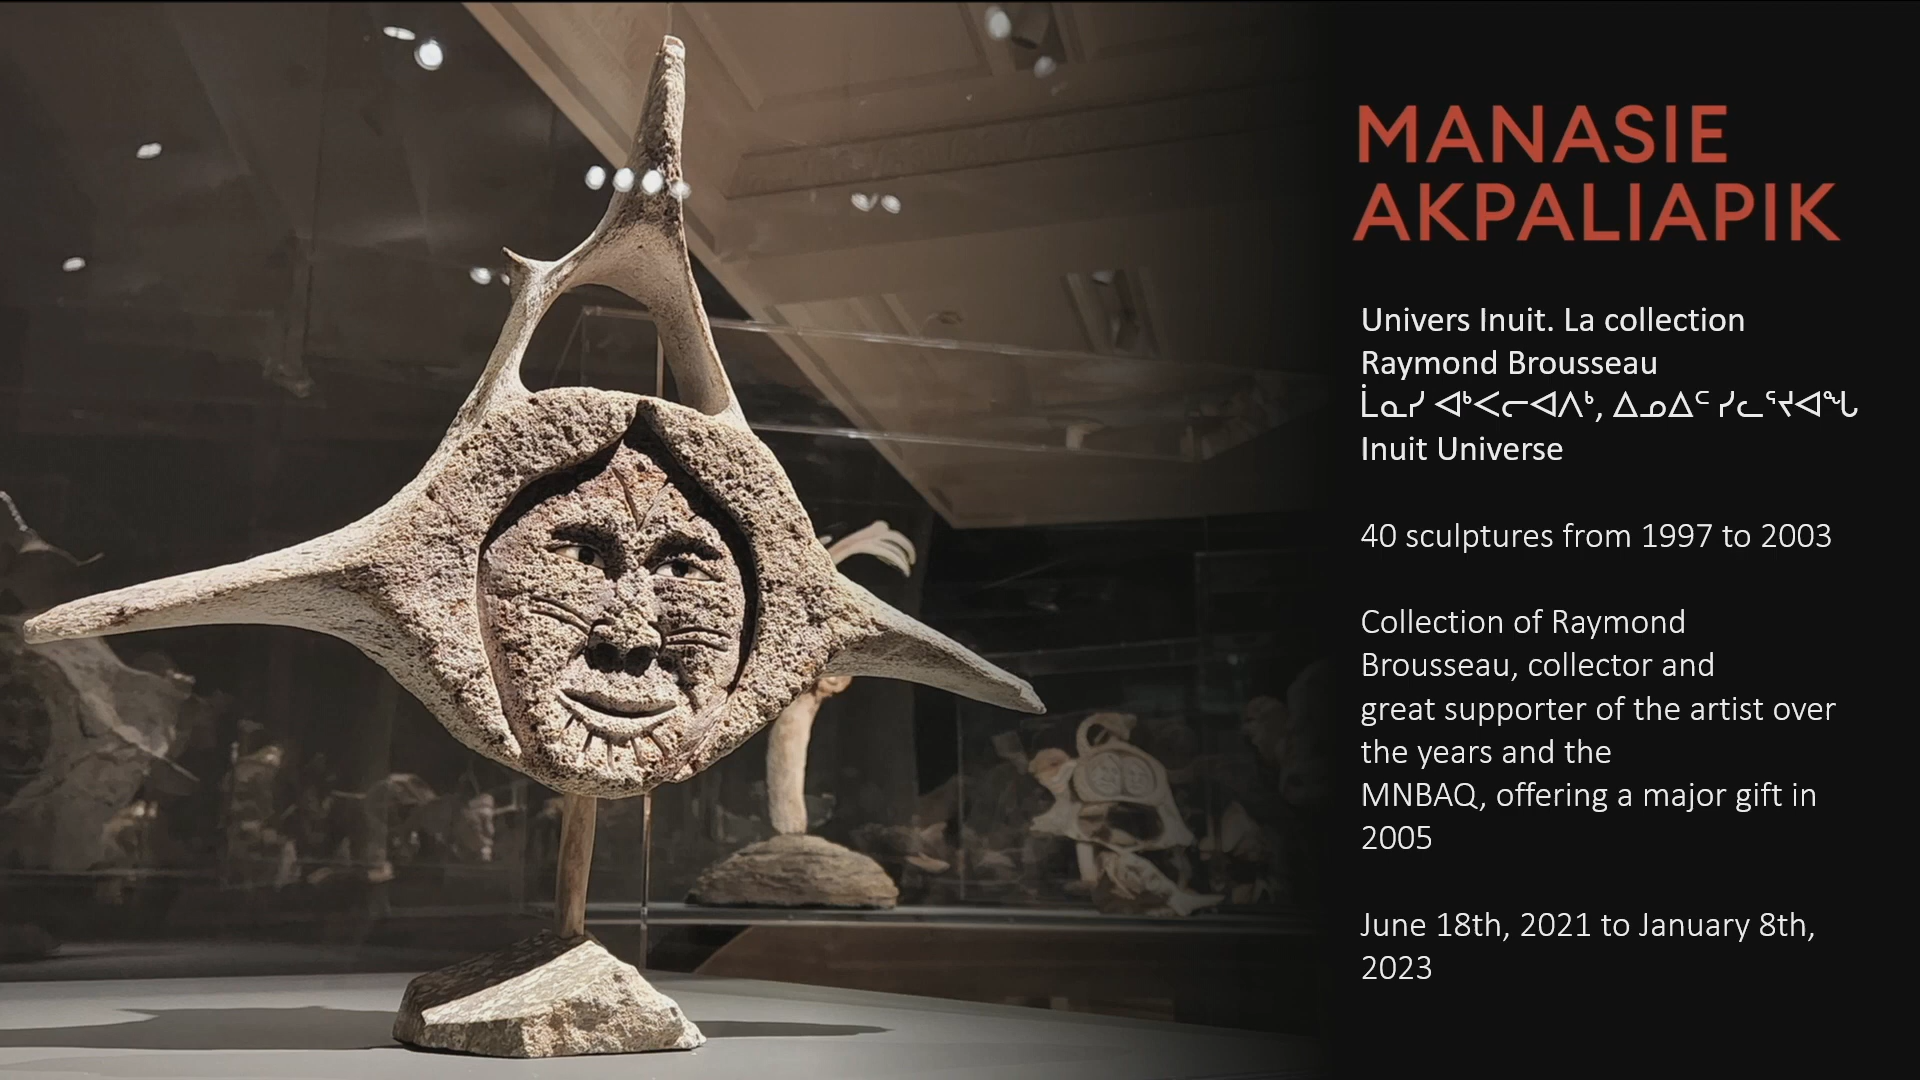 MANASIE
AKPALIAPIK
Univers Inuit. La collection
Raymond Brousseau
ᒫᓇᓯ ᐊᒃᐸᓕᐊᐱᒃ, ᐃᓄᐃᑦ ᓯᓚᕐᔪᐊᖓ
Inuit Universe
40 sculptures from 1997 to 2003
Collection of Raymond
Brousseau, collector and
great supporter of the artist over
the years and the
MNBAQ, offering a major gift in
2005
June 18th, 2021 to January 8th,
2023